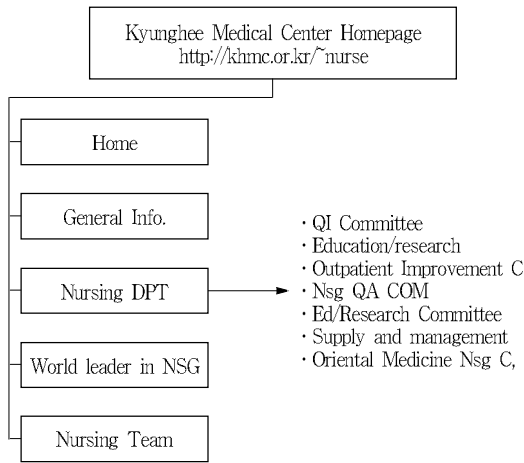 Kyunghee Medical Center Homepage
http://khmc.or.kr/~nurse
Home
General Info.
Nursing DPT
World leader in NSG
Nursing Team
· QI Committee
· Education/research
· Outpatient Improvement C
· Nsg QA COM
· Ed/Research Committee
· Supply and management
· Oriental Medicine Nsg C,